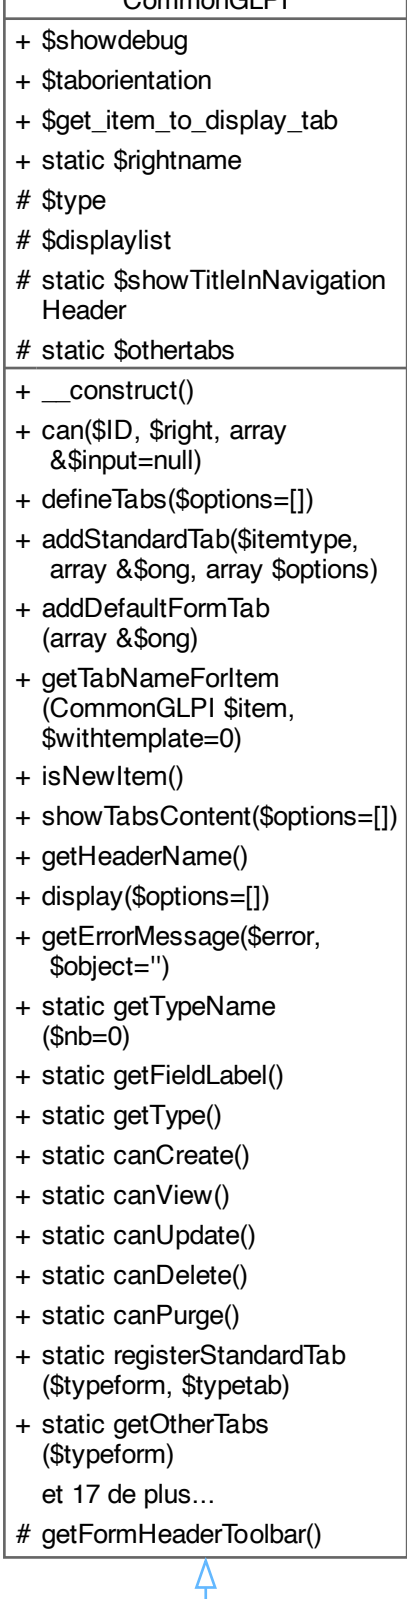 CommonGLPI
+ $showdebug
+ $taborientation
+ $get_item_to_display_tab
+ static $rightname
# $type
# $displaylist
# static $showTitleInNavigation
Header
# static $othertabs
+ __construct()
+ can($ID, $right, array
&$input=null)
+ defineTabs($options=[])
+ addStandardTab($itemtype,
array &$ong, array $options)
+ addDefaultFormTab
(array &$ong)
+ getTabNameForItem
(CommonGLPI $item,
$withtemplate=0)
+ isNewItem()
+ showTabsContent($options=[])
+ getHeaderName()
+ display($options=[])
+ getErrorMessage($error,
$object='')
+ static getTypeName
($nb=0)
+ static getFieldLabel()
+ static getType()
+ static canCreate()
+ static canView()
+ static canUpdate()
+ static canDelete()
+ static canPurge()
+ static registerStandardTab
($typeform, $typetab)
+ static getOtherTabs
($typeform)
et 17 de plus...
# getFormHeaderToolbar()